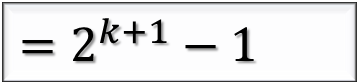 = 2^{k+1} − 1